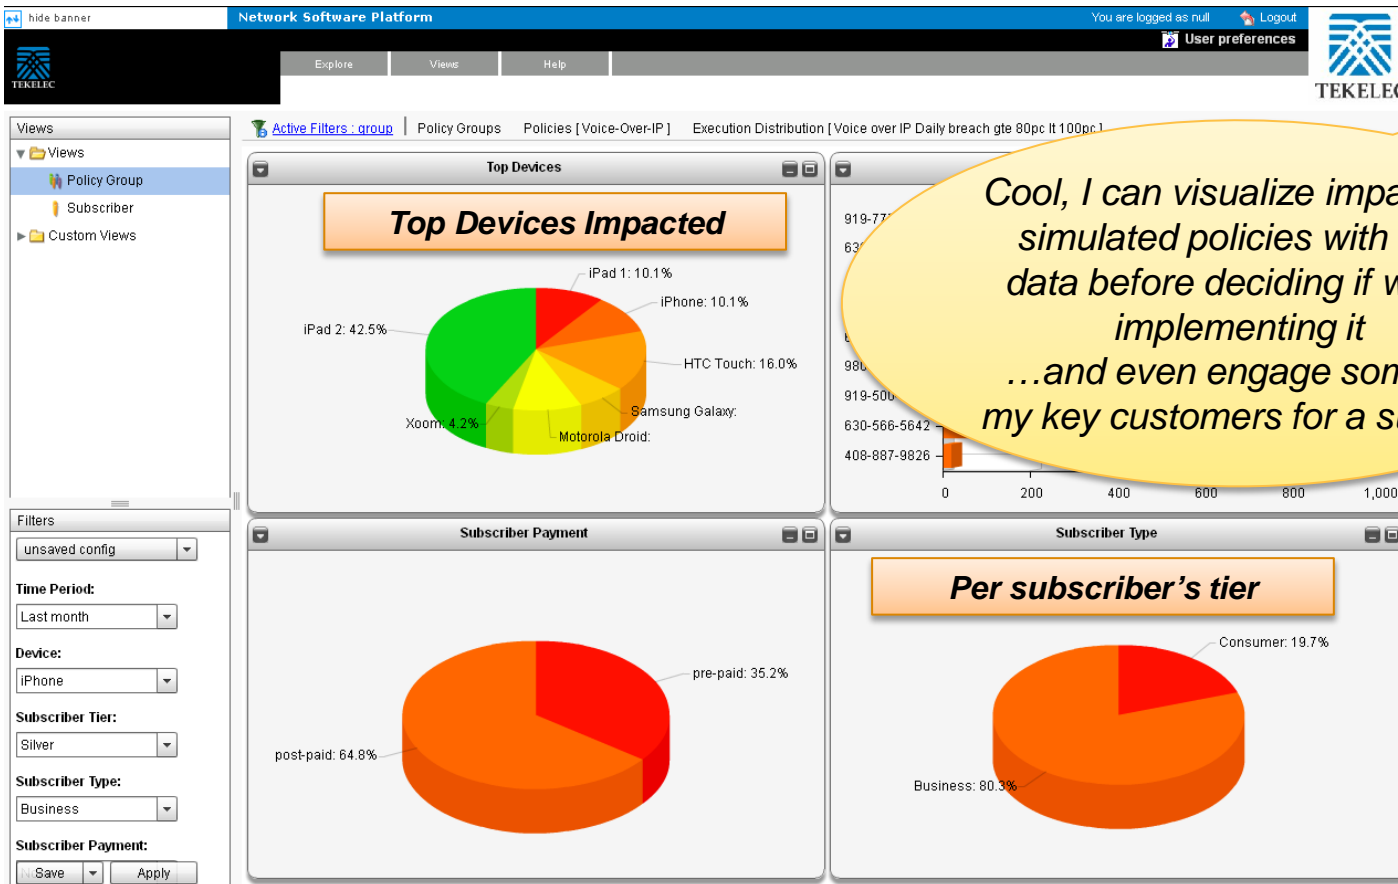 hide banner
Network Software Platform
You are logged as null
Logout
User preferences
TEKELEC
Explore
Views
Help
TEKELEC
Views
Views
Policy Group
Subscriber
Custom Views
Active Filters : group | Policy Groups Policies [ Voice-Over-IP ] Execution Distribution [ Voice over IP Daily breach gte 80pc lt 100pc ]
Top Devices
Top Devices Impacted
iPad 1: 10.1%
iPhone: 10.1%
iPad 2: 42.5%
HTC Touch: 16.0%
Samsung Galaxy:
Xoom: 4.2%
Motorola Droid:
919-77
63
980
919-500
630-566-5642
408-887-9826
0 200 400 600 800 1,000
Cool, I can visualize impa
simulated policies with
data before deciding if w
implementing it
…and even engage som
my key customers for a su
Filters
unsaved config
Time Period:
Last month
Device:
iPhone
Subscriber Tier:
Silver
Subscriber Type:
Business
Subscriber Payment:
Save
Apply
Subscriber Payment
pre-paid: 35.2%
post-paid: 64.8%
Subscriber Type
Per subscriber’s tier
Consumer: 19.7%
Business: 80.3%